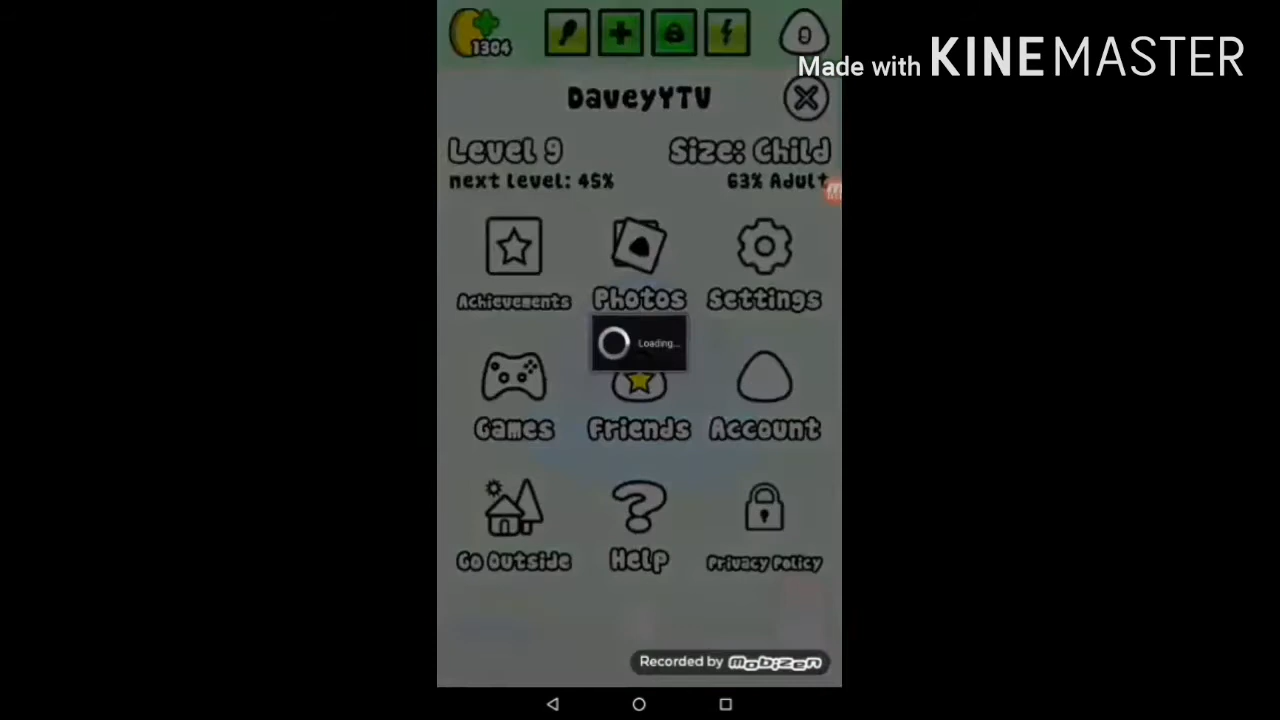 1304
9
Made with KINEMASTER
DaveyYTV
Level 9
Size: Child
next Level: 45%
63% Adult
Achievements
Photos
Settings
Loading...
Games
Friends
Account
Go Outside
Help
Privacy Policy
Recorded by mobizen